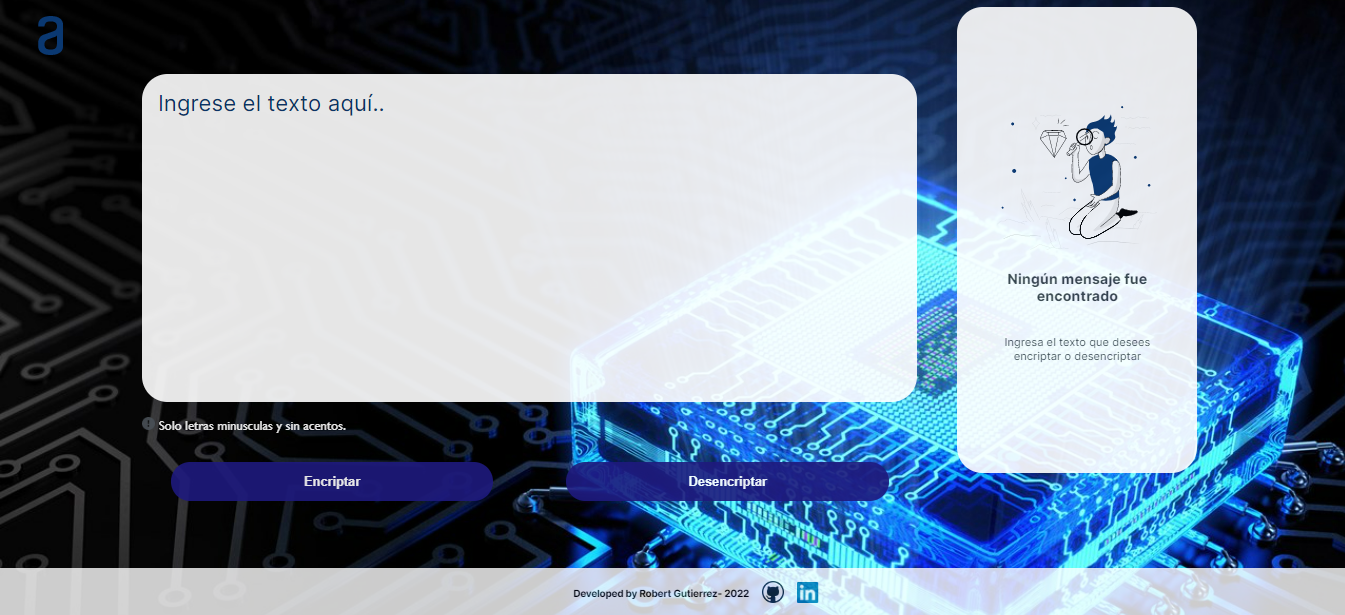 a
Ingrese el texto aquí..
Ningún mensaje fue
encontrado
Ingresa el texto que desees
encriptar o desencriptar
Solo letras minusculas y sin acentos.
Encriptar
Desencriptar
Developed by Robert Gutierrez- 2022
in